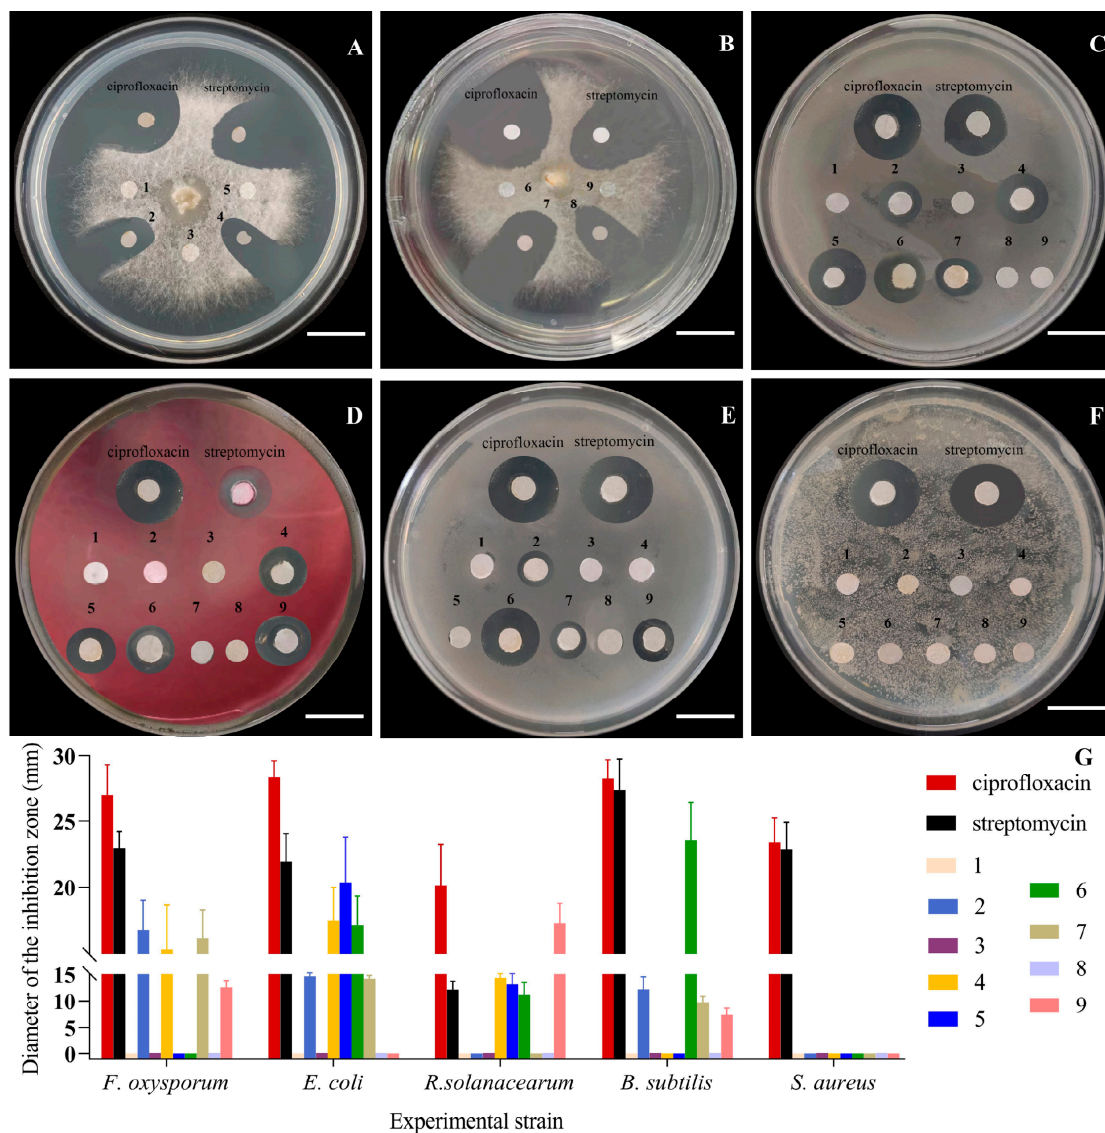 A
ciprofloxacin streptomycin
1 5
2 4
3
B
ciprofloxacin streptomycin
6 9
7 8
C
ciprofloxacin streptomycin
1 2 3 4
5 6 7 8 9
D
ciprofloxacin streptomycin
1 2 3 4
5 6 7 8 9
E
ciprofloxacin streptomycin
1 2 3 4
5 6 7 8 9
F
ciprofloxacin streptomycin
1 2 3 4
5 6 7 8 9
G
Diameter of the inhibition zone (mm)
30
25
20
15
10
5
0
F. oxysporum E. coli R.solanacearum B. subtilis S. aureus
Experimental strain
ciprofloxacin
streptomycin
1
2
3
4
5
6
7
8
9